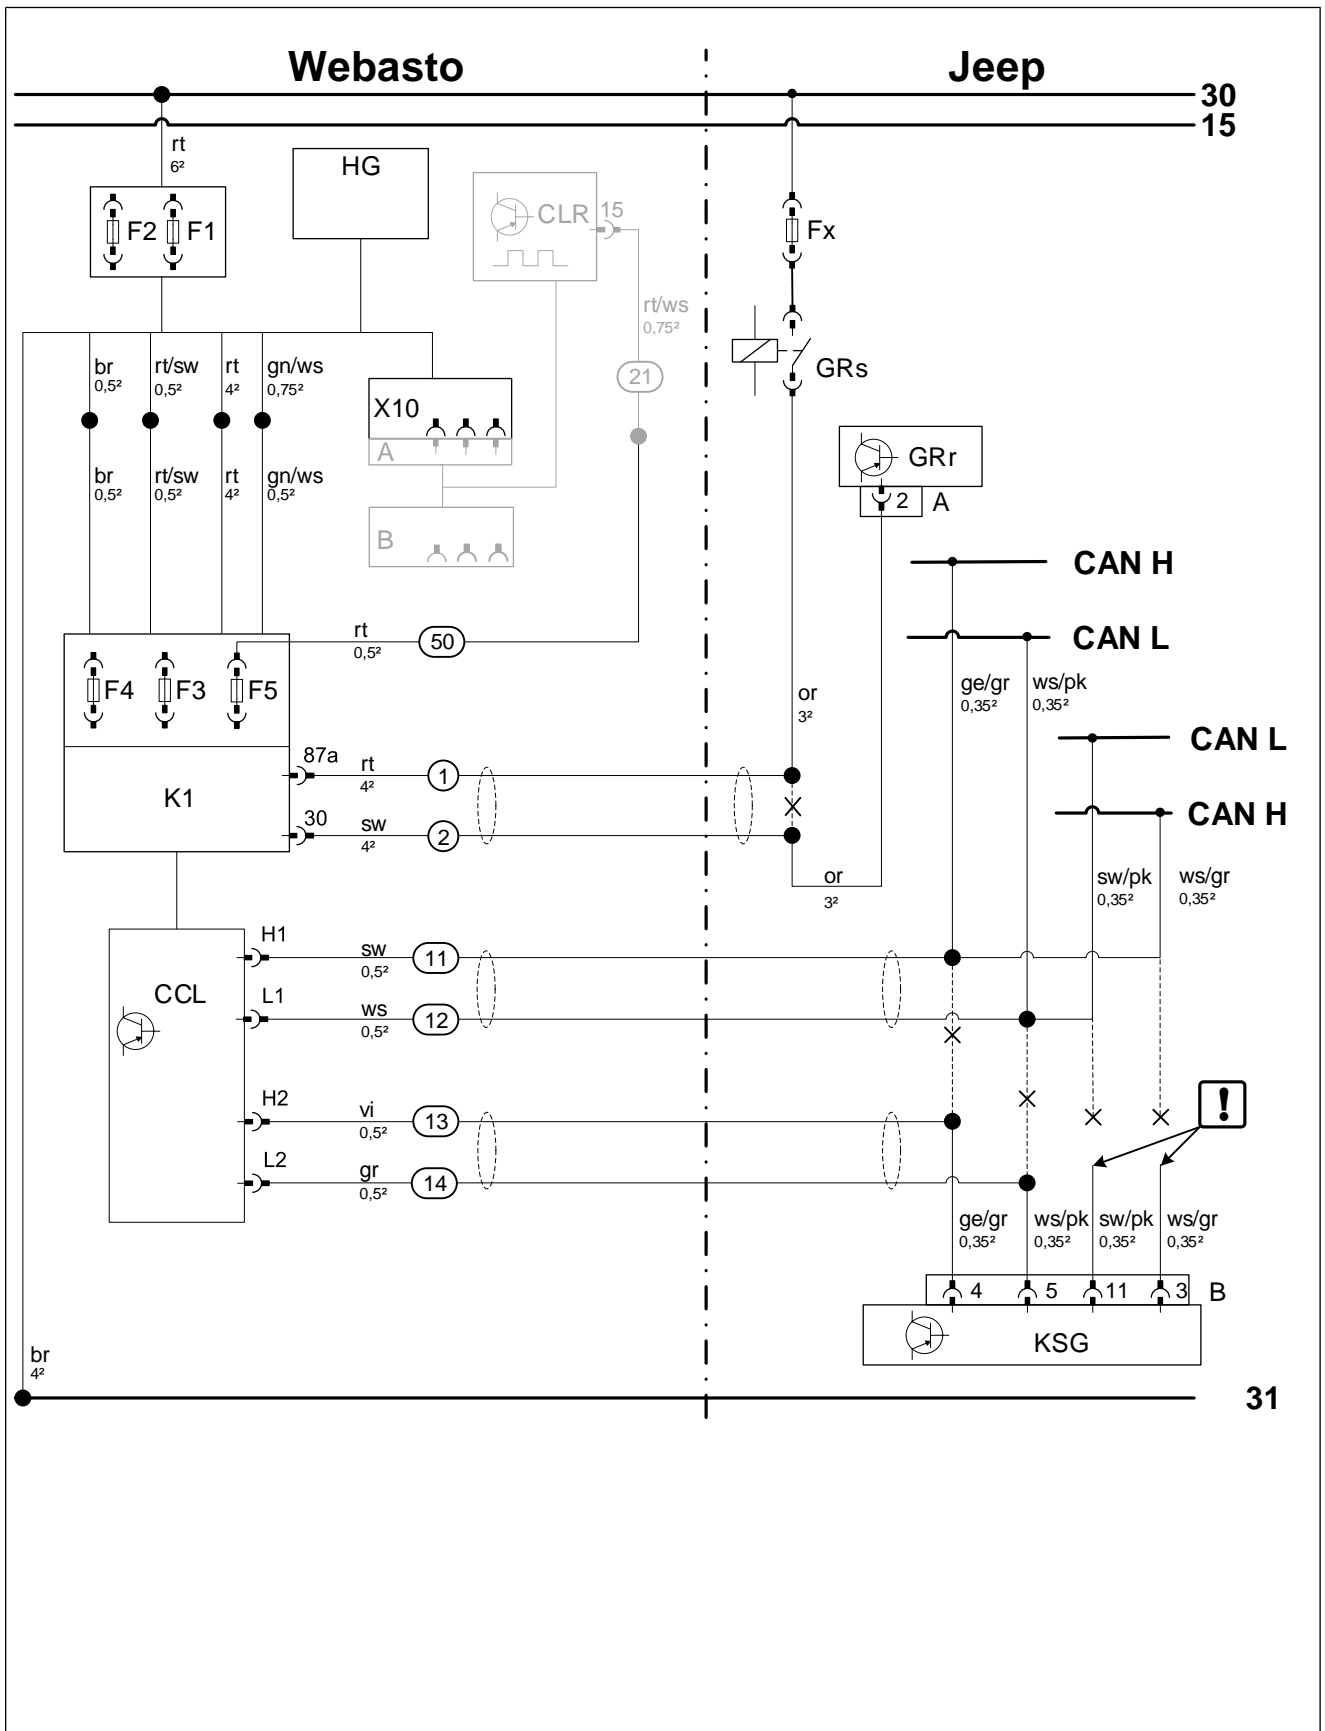 Webasto
Jeep
30
15
rt
6²
HG
CLR
15
F2
F1
Fx
rt/ws
0,75²
br
0,5²
rt/sw
0,5²
rt
4²
gn/ws
0,75²
GRs
21
X10
A
GRr
br
0,5²
rt/sw
0,5²
rt
4²
gn/ws
0,5²
2
A
B
CAN H
rt
0,5²
50
CAN L
F4
F3
F5
or
3²
ge/gr
0,35²
ws/pk
0,35²
CAN L
87a
rt
4²
1
K1
30
sw
4²
2
CAN H
or
3²
sw/pk
0,35²
ws/gr
0,35²
H1
sw
0,5²
11
CCL
L1
ws
0,5²
12
H2
vi
0,5²
13
!
L2
gr
0,5²
14
ge/gr
0,35²
ws/pk
0,35²
sw/pk
0,35²
ws/gr
0,35²
4
5
11
3
B
KSG
br
4²
31